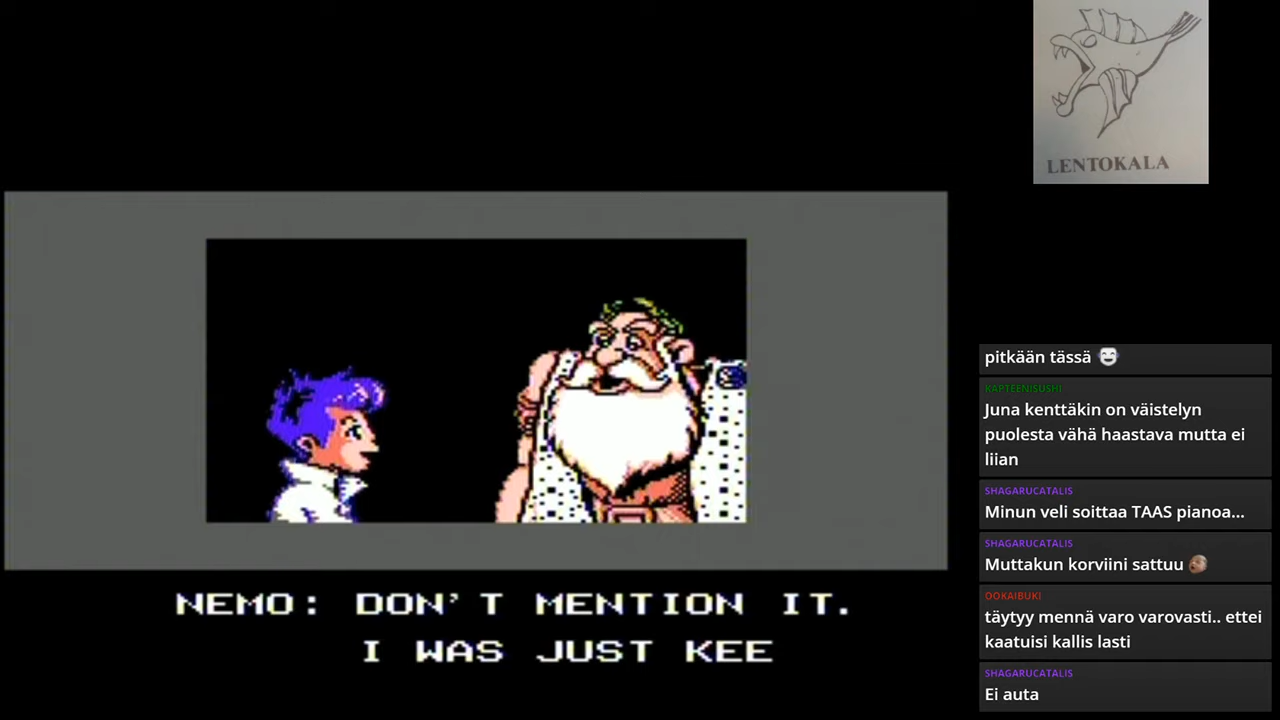 LENTOKALA
NEMO: DON'T MENTION IT.
I WAS JUST KEE
pitkään tässä
KAPTEENISUSHI
Juna kenttäkin on väistelyn
puolesta vähä haastava mutta ei
liian
SHAGARUCATALIS
Minun veli soittaa TAAS pianoa...
SHAGARUCATALIS
Muttakun korviini sattuu
OOKAIBUKI
täytyy mennä varo varovasti.. ettei
kaatuisi kallis lasti
SHAGARUCATALIS
Ei auta